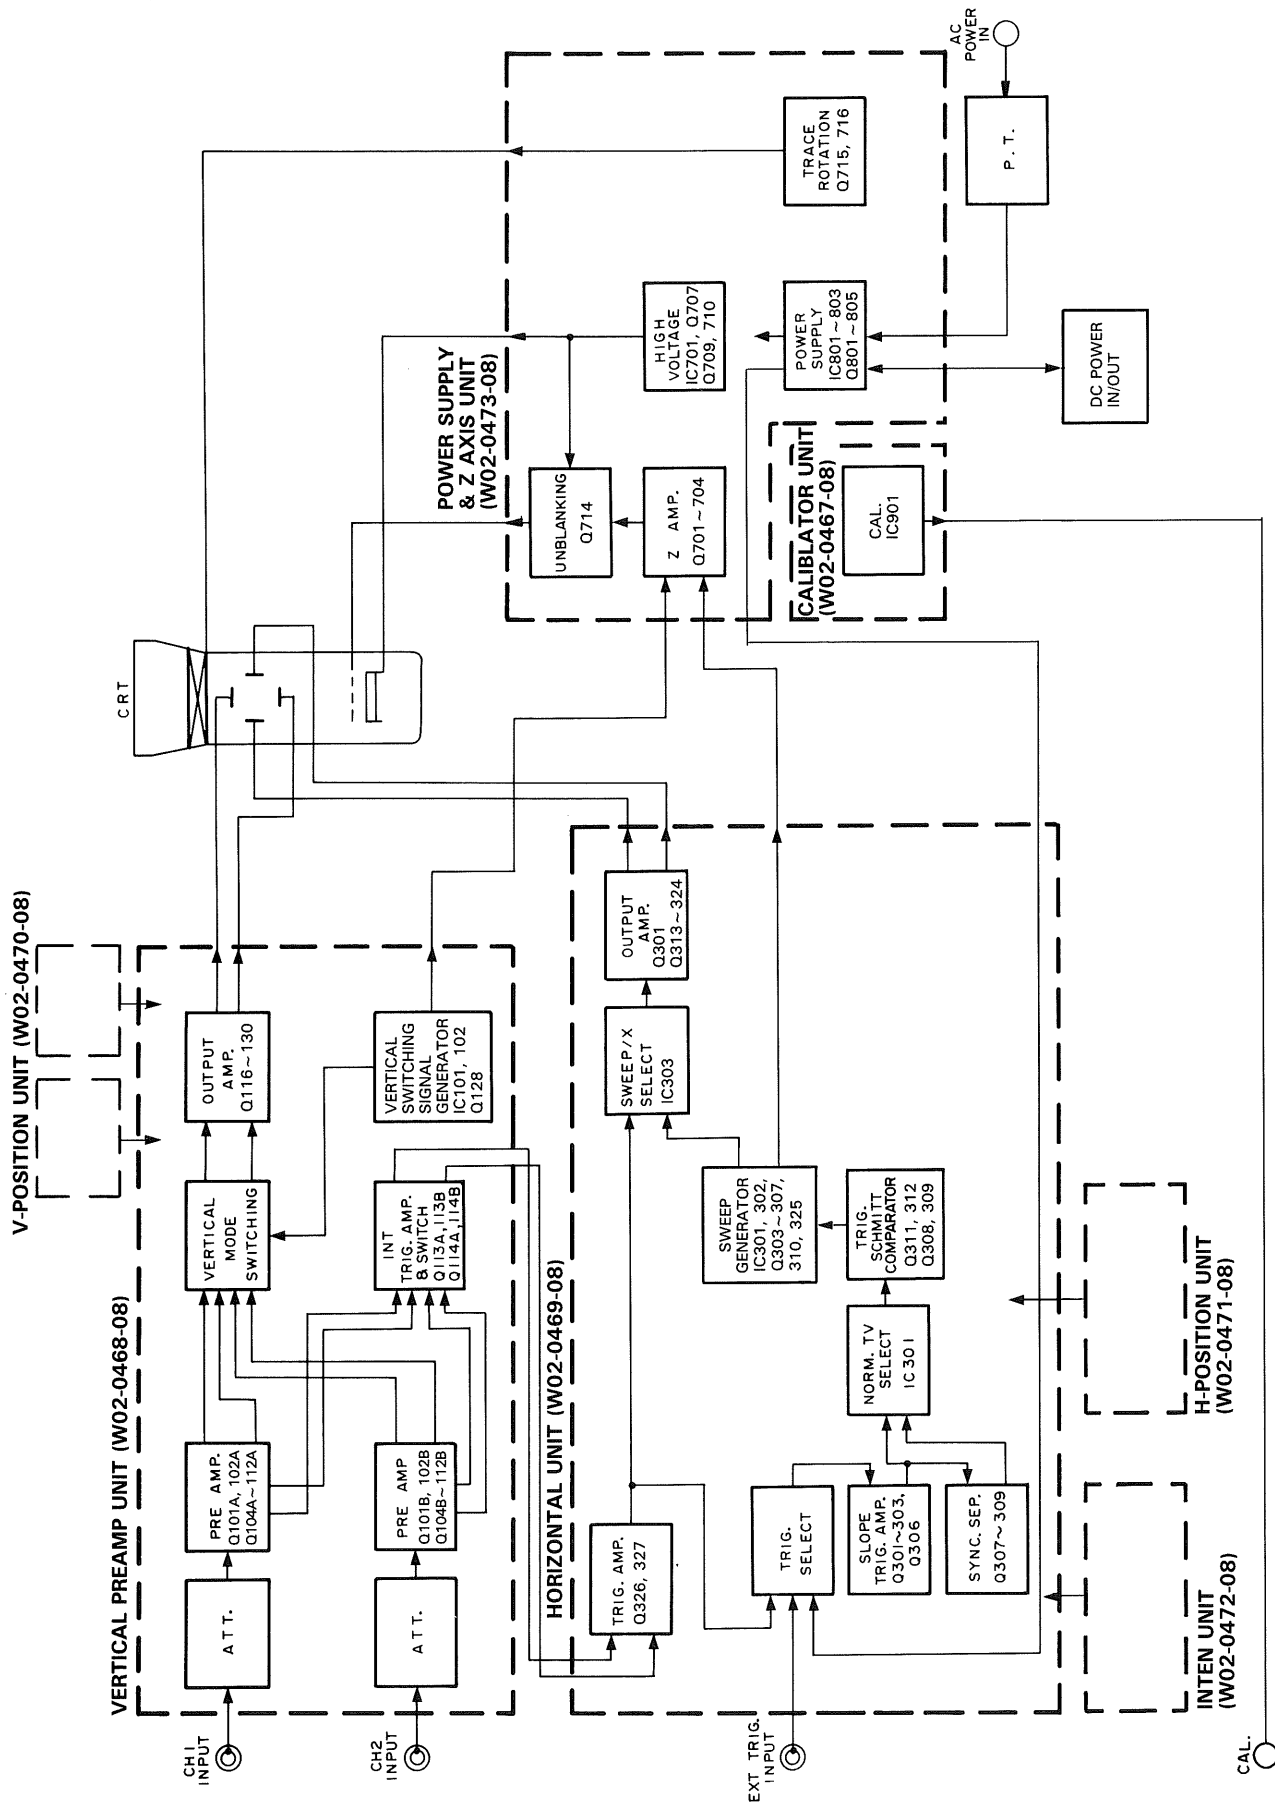 V-POSITION UNIT (W02-0470-08)
VERTICAL PREAMP UNIT (W02-0468-08)
CH1
INPUT
ATT.
PRE AMP.
Q101A, 102A
Q104A~112A
VERTICAL
MODE
SWITCHING
OUTPUT
AMP.
Q116~130
CH2
INPUT
ATT.
PRE AMP
Q101B, 102B
Q104B~112B
INT
TRIG. AMP.
& SWITCH
Q113A, 113B
Q114A, 114B
VERTICAL
SWITCHING
SIGNAL
GENERATOR
IC101, 102
Q128
CRT
HORIZONTAL UNIT (W02-0469-08)
TRIG. AMP.
Q326, 327
SWEEP/X
SELECT
IC303
OUTPUT
AMP.
Q301
Q313~324
SWEEP
GENERATOR
IC301, 302,
Q303~307,
310, 325
EXT TRIG.
INPUT
TRIG.
SELECT
SLOPE
TRIG. AMP.
Q301~303,
Q306
SYNC. SEP.
Q307~309
NORM. TV
SELECT
IC301
TRIG.
SCHMITT
COMPARATOR
Q311, 312
Q308, 309
INTEN UNIT
(W02-0472-08)
H-POSITION UNIT
(W02-0471-08)
POWER SUPPLY
& Z AXIS UNIT
(W02-0473-08)
UNBLANKING
Q714
Z AMP.
Q701~704
HIGH
VOLTAGE
IC701, Q707
Q709, 710
TRACE
ROTATION
Q715, 716
POWER
SUPPLY
IC801~803
Q801~805
CALIBLATOR UNIT
(W02-0467-08)
CAL.
IC901
AC
POWER
IN
P. T.
DC POWER
IN/OUT
CAL.